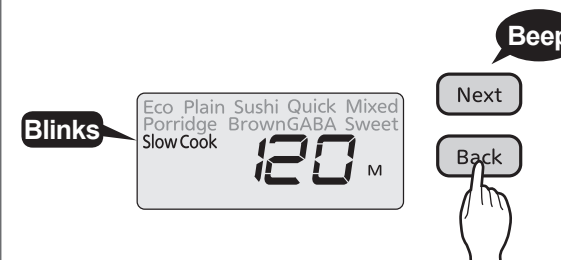 Beep
Next
Blinks
Eco Plain Sushi Quick Mixed
Porridge BrownGABA Sweet
Slow Cook
120 M
Back